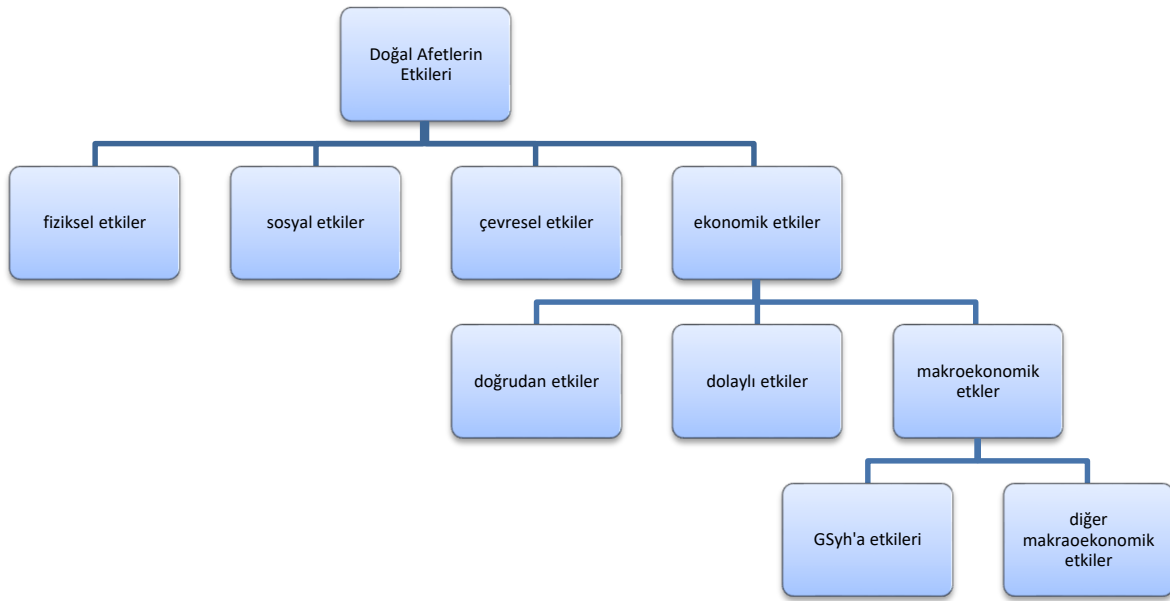 Doğal Afetlerin
Etkileri
fiziksel etkiler
sosyal etkiler
çevresel etkiler
ekonomik etkiler
doğrudan etkiler
dolaylı etkiler
makroekonomik
etkler
GSyh'a etkileri
diğer
makraoekonomik
etkiler